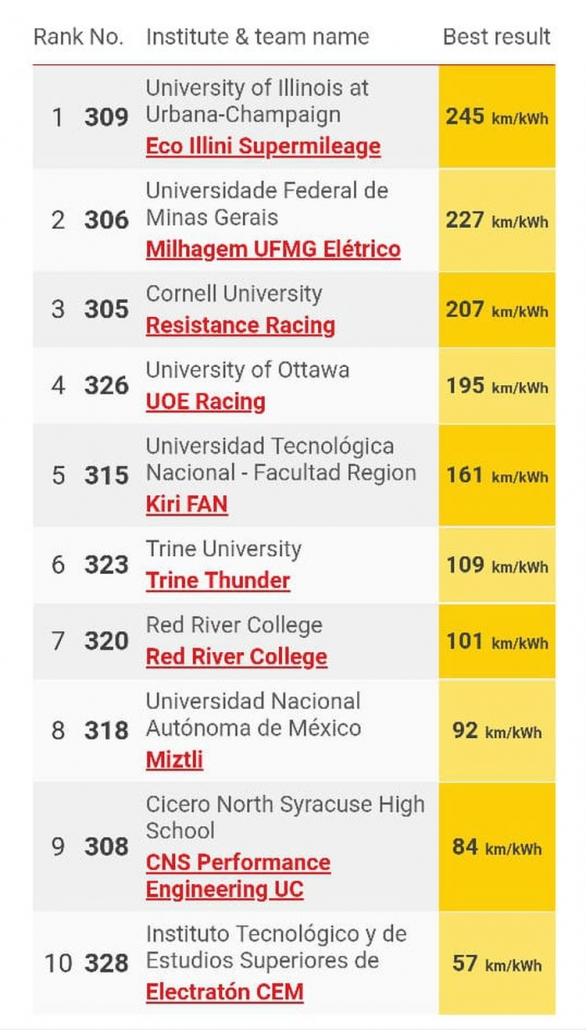 Rank No. Institute & team name Best result
University of Illinois at
1 309 Urbana-Champaign 245 km/kWh
Eco Illini Supermileage
Universidade Federal de
2 306 Minas Gerais 227 km/kWh
Milhagem UFMG Elétrico
Cornell University
3 305 207 km/kWh
Resistance Racing
University of Ottawa
4 326 195 km/kWh
UOE Racing
Universidad Tecnológica
5 315 Nacional - Facultad Region 161 km/kWh
Kiri FAN
Trine University
6 323 109 km/kWh
Trine Thunder
Red River College
7 320 101 km/kWh
Red River College
Universidad Nacional
8 318 Autónoma de México 92 km/kWh
Miztli
Cicero North Syracuse High
School
9 308 84 km/kWh
CNS Performance
Engineering UC
Instituto Tecnológico y de
10 328 Estudios Superiores de 57 km/kWh
Electratón CEM